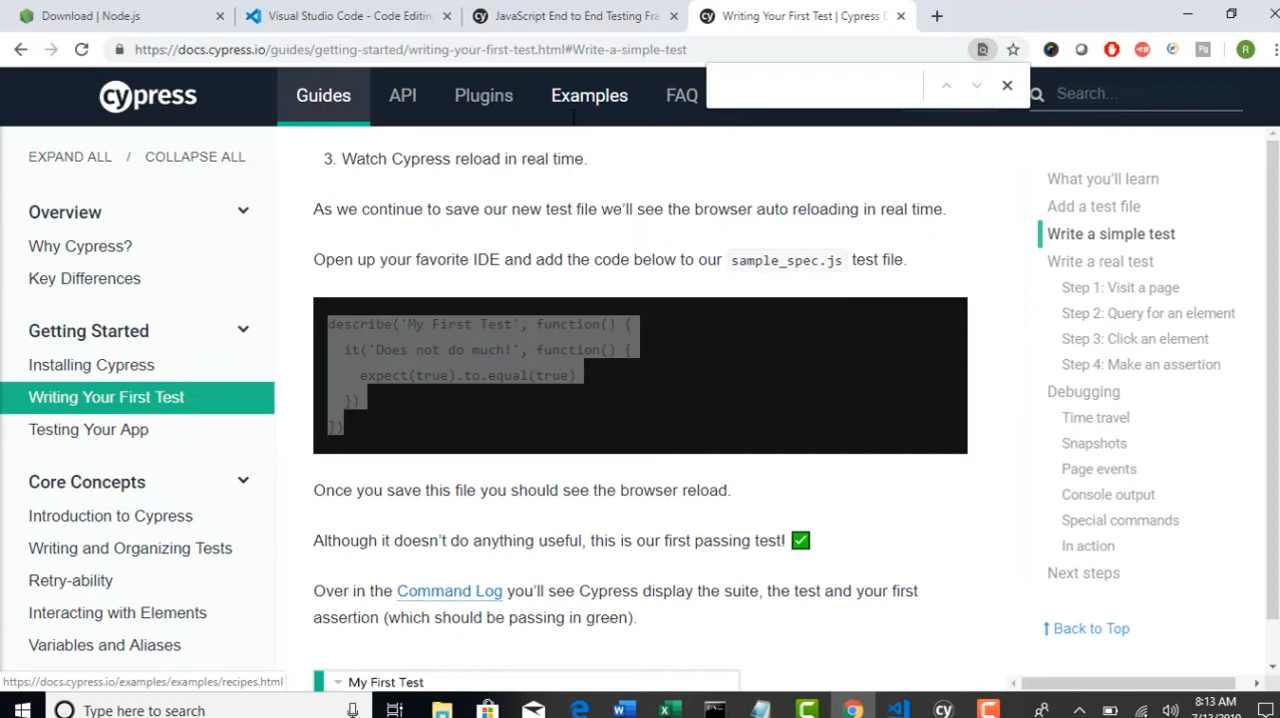 Download | Node.js
Visual Studio Code - Code Editing
JavaScript End to End Testing Fra
Writing Your First Test | Cypress D
https://docs.cypress.io/guides/getting-started/writing-your-first-test.html#Write-a-simple-test
R
cypress
Guides
API
Plugins
Examples
FAQ
Search...
EXPAND ALL / COLLAPSE ALL
Overview
Why Cypress?
Key Differences
Getting Started
Installing Cypress
Writing Your First Test
Testing Your App
Core Concepts
Introduction to Cypress
Writing and Organizing Tests
Retry-ability
Interacting with Elements
Variables and Aliases
https://docs.cypress.io/examples/examples/recipes.html
3. Watch Cypress reload in real time.
As we continue to save our new test file we'll see the browser auto reloading in real time.
Open up your favorite IDE and add the code below to our sample_spec.js test file.
describe('My First Test', function() {
it('Does not do much!', function() {
expect(true).to.equal(true)
})
})
Once you save this file you should see the browser reload.
Although it doesn't do anything useful, this is our first passing test! ✅
Over in the Command Log you'll see Cypress display the suite, the test and your first
assertion (which should be passing in green).
My First Test
What you'll learn
Add a test file
Write a simple test
Write a real test
Step 1: Visit a page
Step 2: Query for an element
Step 3: Click an element
Step 4: Make an assertion
Debugging
Time travel
Snapshots
Page events
Console output
Special commands
In action
Next steps
Back to Top
Type here to search
8:13 AM